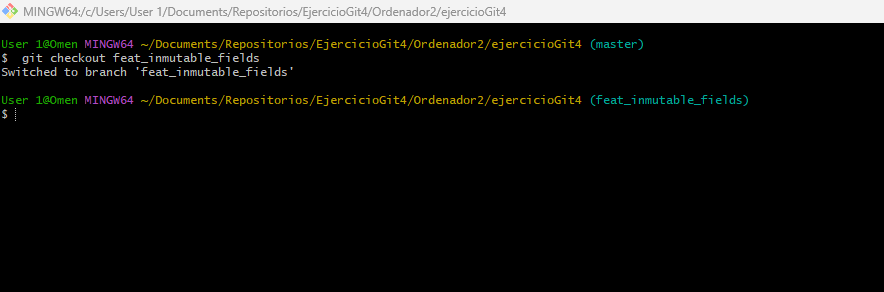 MINGW64:/c/Users/User 1/Documents/Repositorios/EjercicioGit4/Ordenador2/ejercicioGit4
User 1@Omen MINGW64 ~/Documents/Repositorios/EjercicioGit4/Ordenador2/ejercicioGit4 (master)
$  git checkout feat_inmutable_fields
Switched to branch 'feat_inmutable_fields'
User 1@Omen MINGW64 ~/Documents/Repositorios/EjercicioGit4/Ordenador2/ejercicioGit4 (feat_inmutable_fields)
$